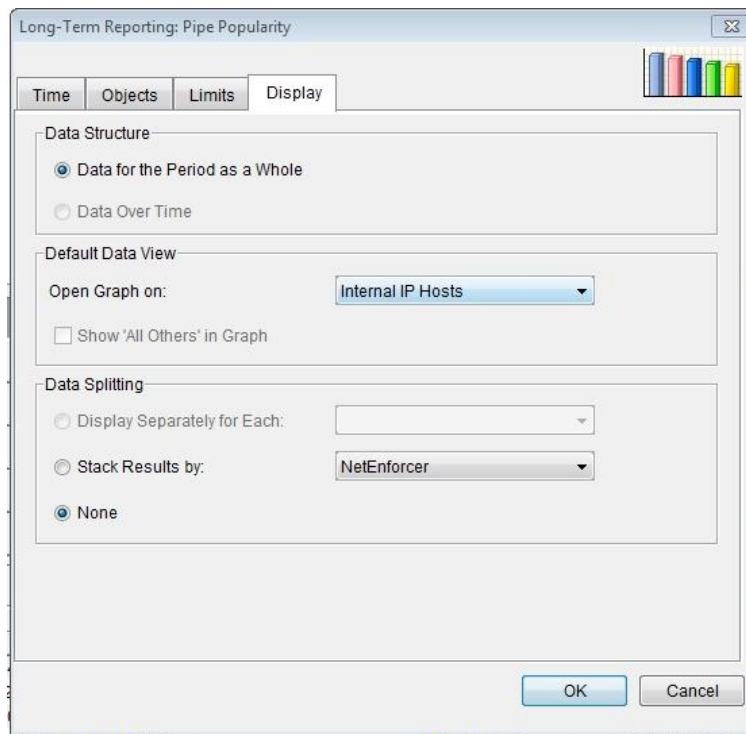 Long-Term Reporting: Pipe Popularity
Time Objects Limits Display
Data Structure
Data for the Period as a Whole
Data Over Time
Default Data View
Open Graph on: Internal IP Hosts
Show 'All Others' in Graph
Data Splitting
Display Separately for Each:
Stack Results by: NetEnforcer
None
OK Cancel